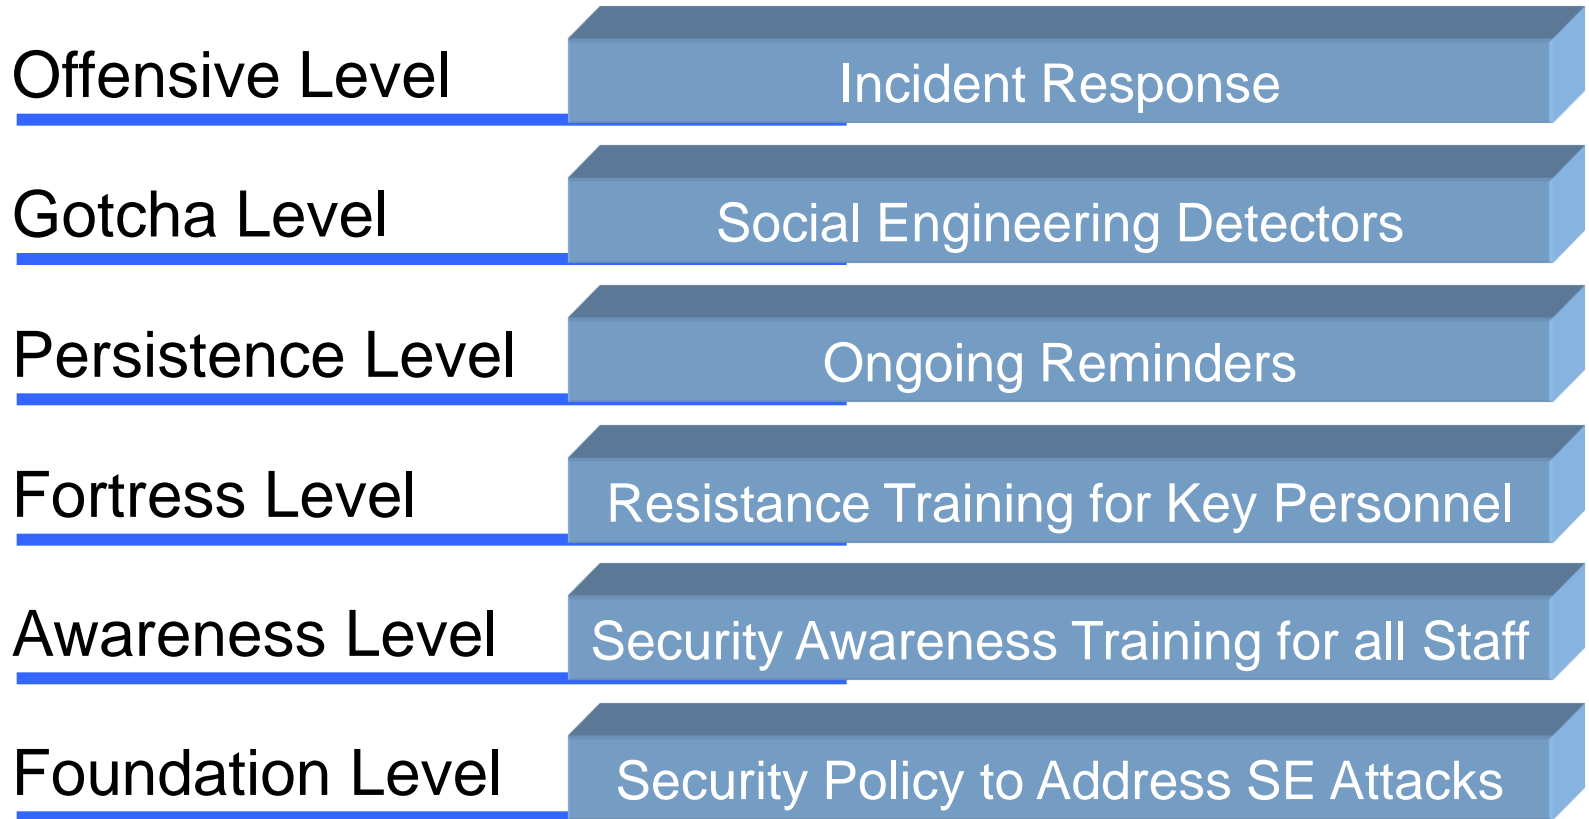 Offensive Level
Incident Response
Gotcha Level
Social Engineering Detectors
Persistence Level
Ongoing Reminders
Fortress Level
Resistance Training for Key Personnel
Awareness Level
Security Awareness Training for all Staff
Foundation Level
Security Policy to Address SE Attacks